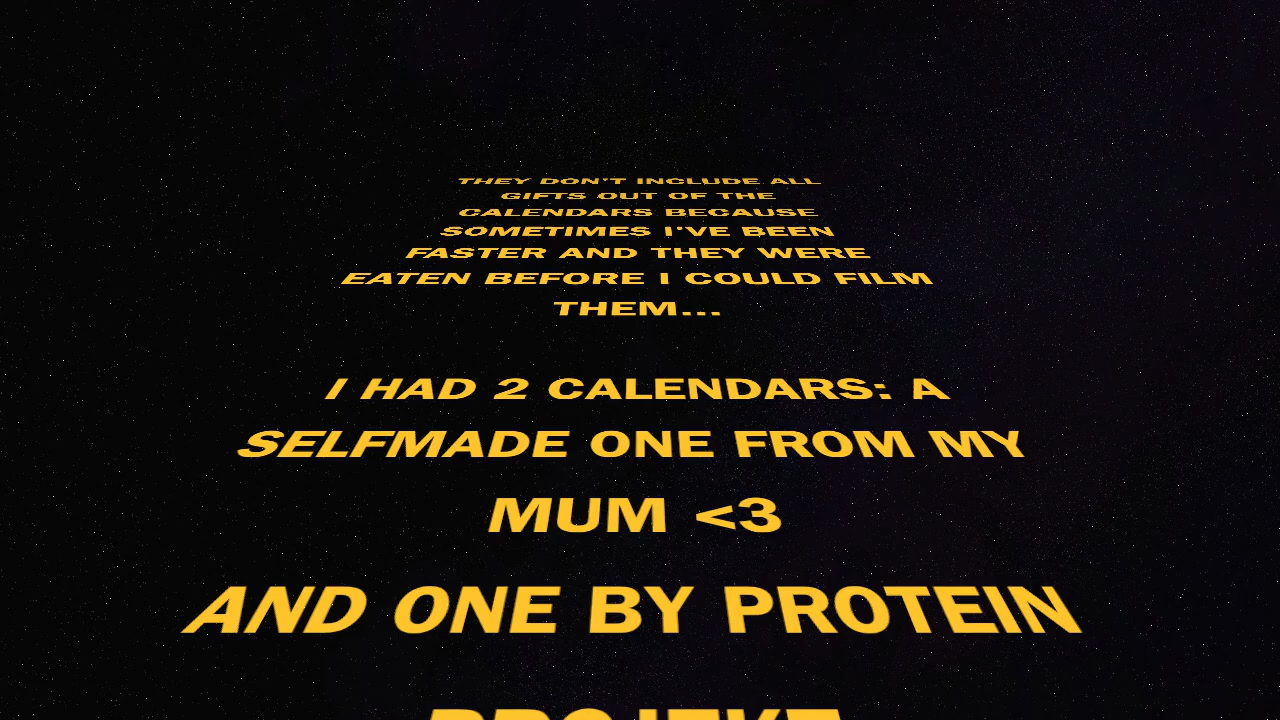 THEY DON'T INCLUDE ALL
GIFTS OUT OF THE
CALENDARS BECAUSE
SOMETIMES I'VE BEEN
FASTER AND THEY WERE
EATEN BEFORE I COULD FILM
THEM...
I HAD 2 CALENDARS: A
SELFMADE ONE FROM MY
MUM <3
AND ONE BY PROTEIN
PROJEKT